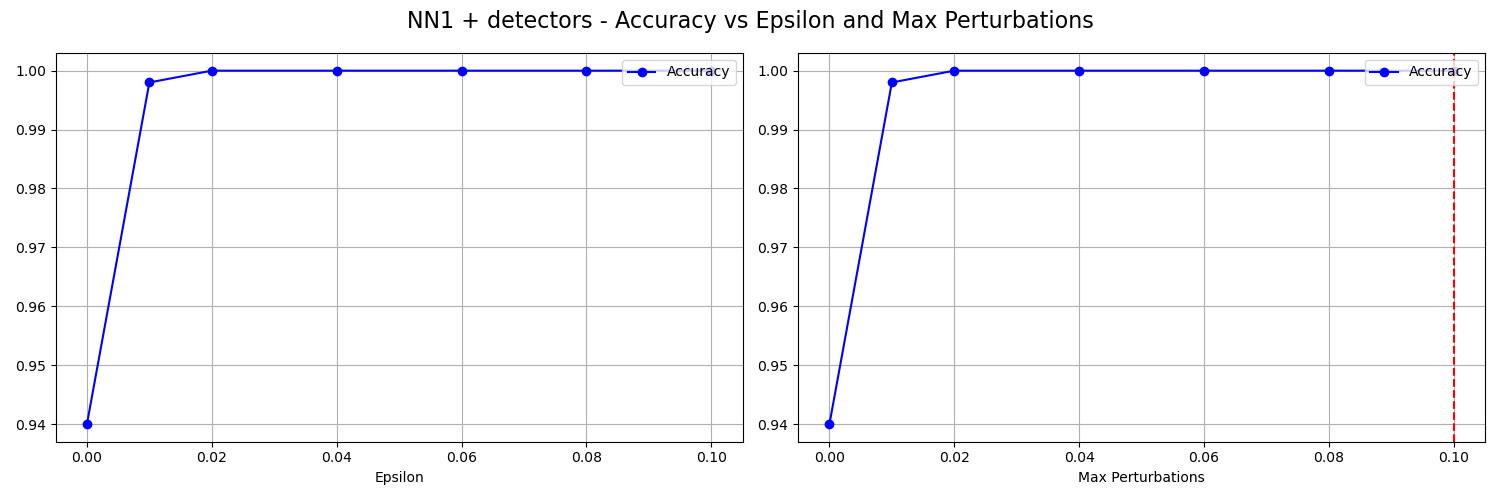 NN1 + detectors - Accuracy vs Epsilon and Max Perturbations
1.00
0.99
0.98
0.97
0.96
0.95
0.94
0.00 0.02 0.04 0.06 0.08 0.10
Epsilon
Accuracy
1.00
0.99
0.98
0.97
0.96
0.95
0.94
0.00 0.02 0.04 0.06 0.08 0.10
Max Perturbations
Accuracy